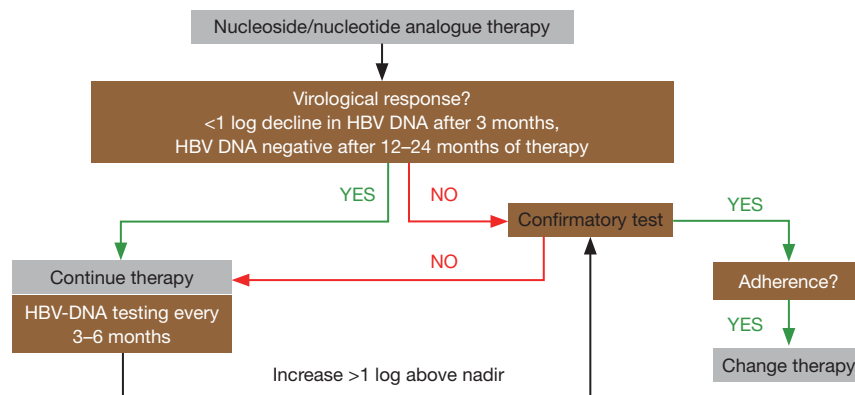 Nucleoside/nucleotide analogue therapy
Virological response?
<1 log decline in HBV DNA after 3 months,
HBV DNA negative after 12–24 months of therapy
YES
NO
Confirmatory test
YES
Continue therapy
NO
Adherence?
HBV-DNA testing every
3–6 months
YES
Change therapy
Increase >1 log above nadir